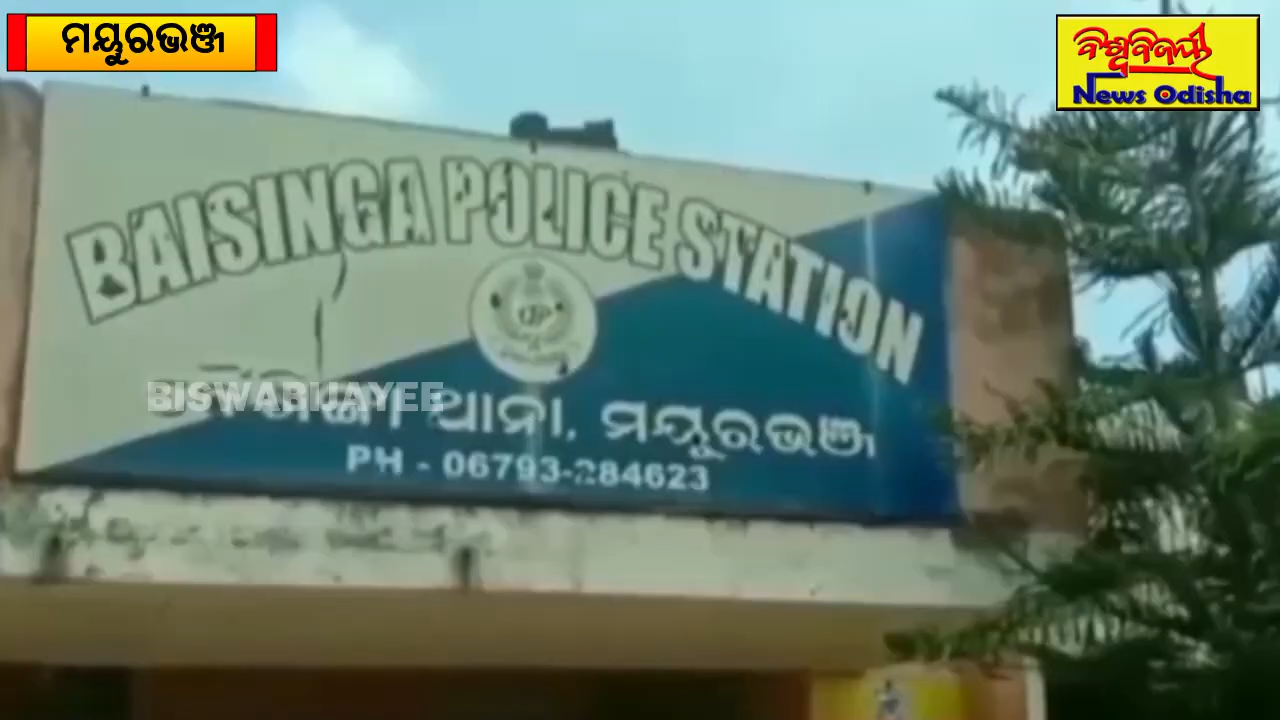 ମୟୂରଭଞ୍ଜ
ବିଶ୍ୱବିଜୟୀ
News Odisha
BAISINGA POLICE STATION
BISWABIJAYEE
ଥାନା, ମୟୂରଭଞ୍ଜ
PH - 06793-284623